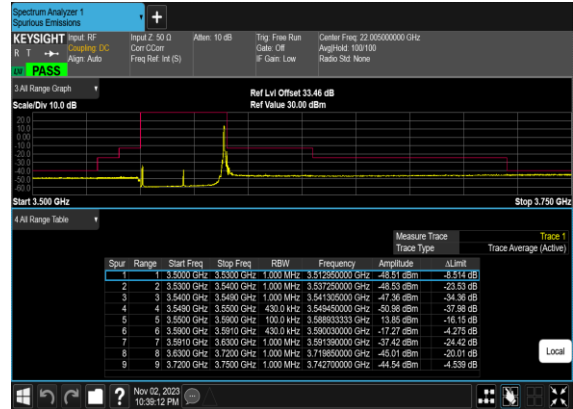 Spectrum Analyzer 1
Spurious Emissions
KEYSIGHT Input: RF Input Z: 50 Ω Atten: 10 dB Trig: Free Run Center Freq: 22.005000000 GHz
R T Coupling: DC Corr CCorr Gate: Off Avg|Hold: 100/100
Align: Auto Freq Ref: Int (S) IF Gain: Low Radio Std: None
PASS
3 All Range Graph Ref Lvl Offset 33.46 dB
Scale/Div 10.0 dB Ref Value 30.00 dBm
20.0
10.0
0.00
-10.0
-20.0
-30.0
-40.0
-50.0
-60.0
Start 3.500 GHz Stop 3.750 GHz
4 All Range Table
Measure Trace Trace 1
Trace Type Trace Average (Active)
Spur Range Start Freq Stop Freq RBW Frequency Amplitude ΔLimit
1 1 3.5000 GHz 3.5300 GHz 1.000 MHz 3.512950000 GHz -48.51 dBm -8.514 dB
2 2 3.5300 GHz 3.5400 GHz 1.000 MHz 3.537250000 GHz -48.53 dBm -23.53 dB
3 3 3.5400 GHz 3.5490 GHz 1.000 MHz 3.541305000 GHz -47.36 dBm -34.36 dB
4 4 3.5490 GHz 3.5500 GHz 430.0 kHz 3.549450000 GHz -50.98 dBm -37.98 dB
5 5 3.5500 GHz 3.5900 GHz 100.0 kHz 3.588933333 GHz 13.85 dBm -16.15 dB
6 6 3.5900 GHz 3.5910 GHz 430.0 kHz 3.590030000 GHz -17.27 dBm -4.275 dB
7 7 3.5910 GHz 3.6300 GHz 1.000 MHz 3.591390000 GHz -37.42 dBm -24.42 dB
8 8 3.6300 GHz 3.7200 GHz 1.000 MHz 3.719850000 GHz -45.01 dBm -20.01 dB
9 9 3.7200 GHz 3.7500 GHz 1.000 MHz 3.742700000 GHz -44.54 dBm -4.539 dB
Local
? Nov 02, 2023
10:39:12 PM